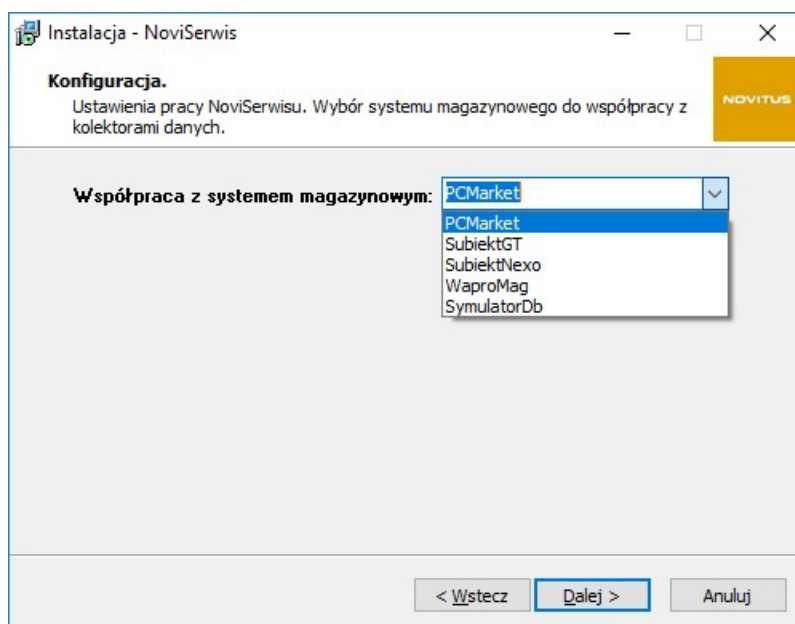 Instalacja - NoviSerwis
Konfiguracja.
Ustawienia pracy NoviSerwisu. Wybór systemu magazynowego do współpracy z
kolektorami danych.
NOVITUS
Współpraca z systemem magazynowym:
PCMarket
PCMarket
SubiektGT
SubiektNexo
WaproMag
SymulatorDb
< Wstecz
Dalej >
Anuluj